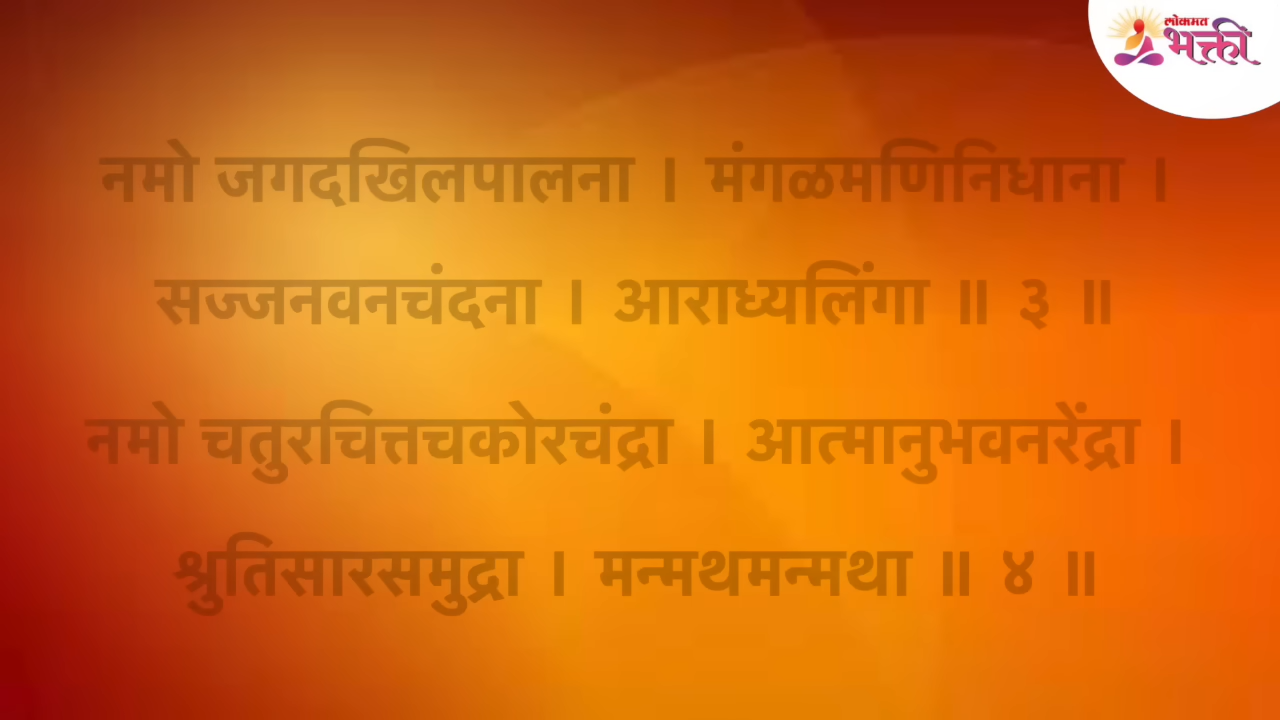 लोकमत
भक्ती
नमो जगदखिलपालना । मंगळमणिनिधाना ।
सज्जनवनचंदना । आराध्यलिंगा ॥ ३ ॥
नमो चतुरचित्तचकोरचंद्रा । आत्मानुभवनरेंद्रा ।
श्रुतिसारसमुद्रा । मन्मथमन्मथा ॥ ४ ॥